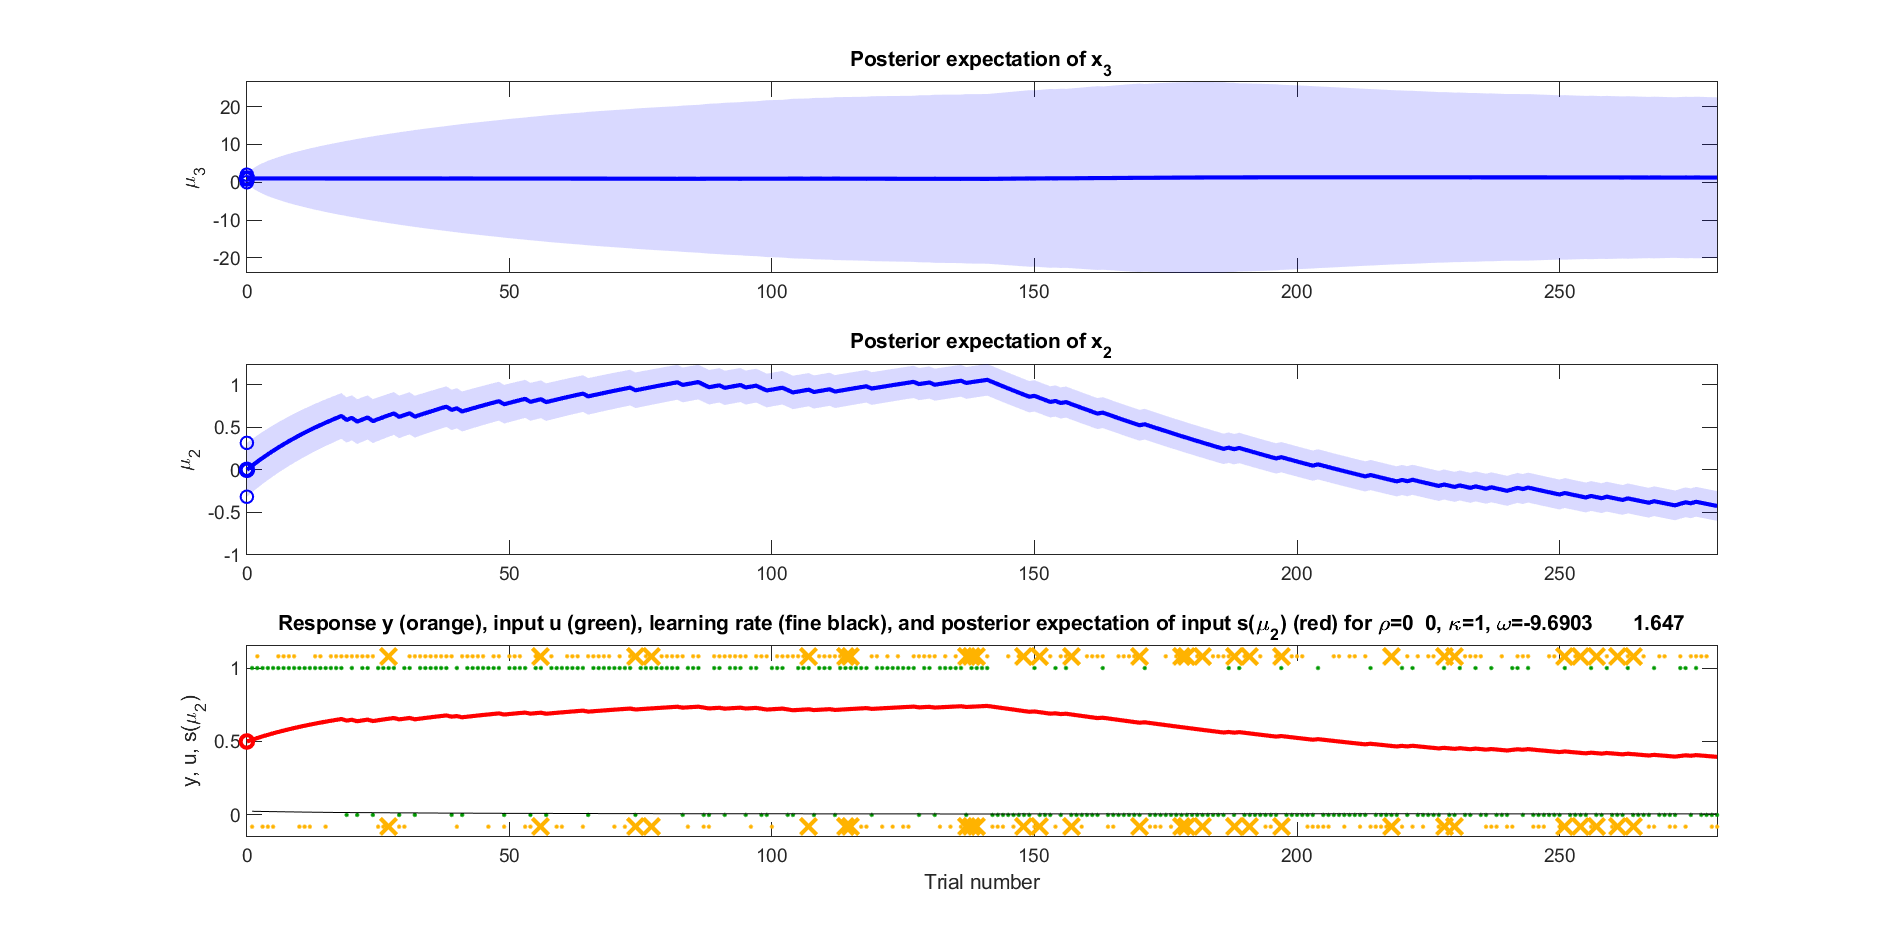 Posterior expectation of x₃
20
10
0
-10
-20
μ₃
0 50 100 150 200 250
Posterior expectation of x₂
1
0.5
0
-0.5
-1
μ₂
0 50 100 150 200 250
Response y (orange), input u (green), learning rate (fine black), and posterior expectation of input s(μ₂) (red) for ρ=0 0, κ=1, ω=-9.6903 1.647
1
0.5
0
y, u, s(μ₂)
0 50 100 150 200 250
Trial number